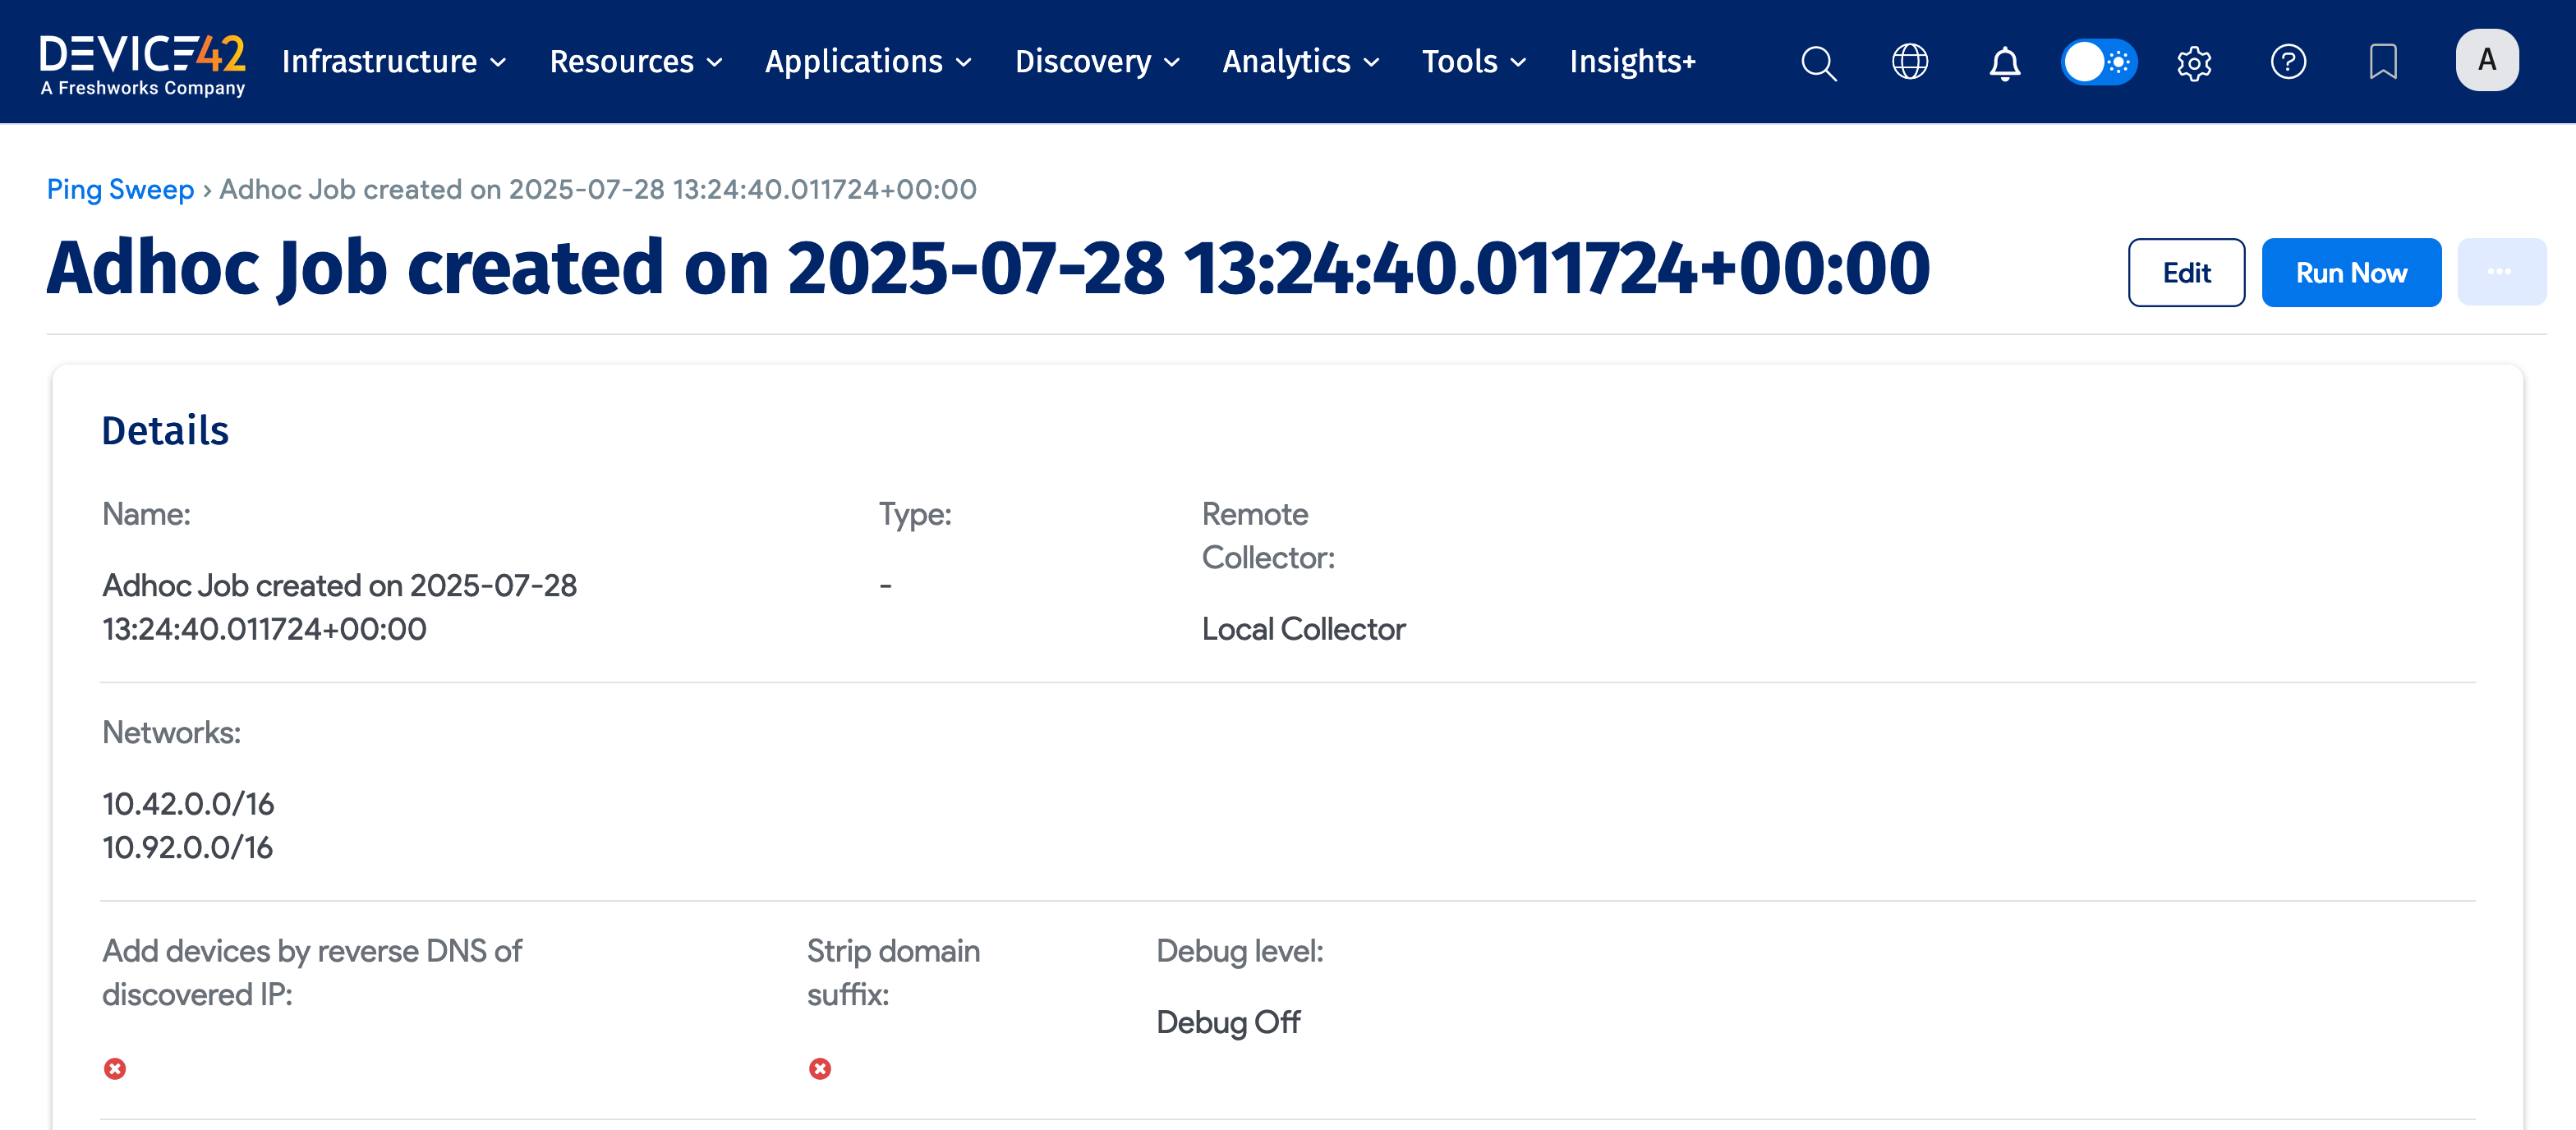 DEVICE42
A Freshworks Company
Infrastructure Resources Applications Discovery Analytics Tools Insights+ A
Ping Sweep › Adhoc Job created on 2025-07-28 13:24:40.011724+00:00
Adhoc Job created on 2025-07-28 13:24:40.011724+00:00
Edit Run Now ...
Details
Name:
Adhoc Job created on 2025-07-28
13:24:40.011724+00:00
Type:
-
Remote
Collector:
Local Collector
Networks:
10.42.0.0/16
10.92.0.0/16
Add devices by reverse DNS of
discovered IP:
Strip domain
suffix:
Debug level:
Debug Off